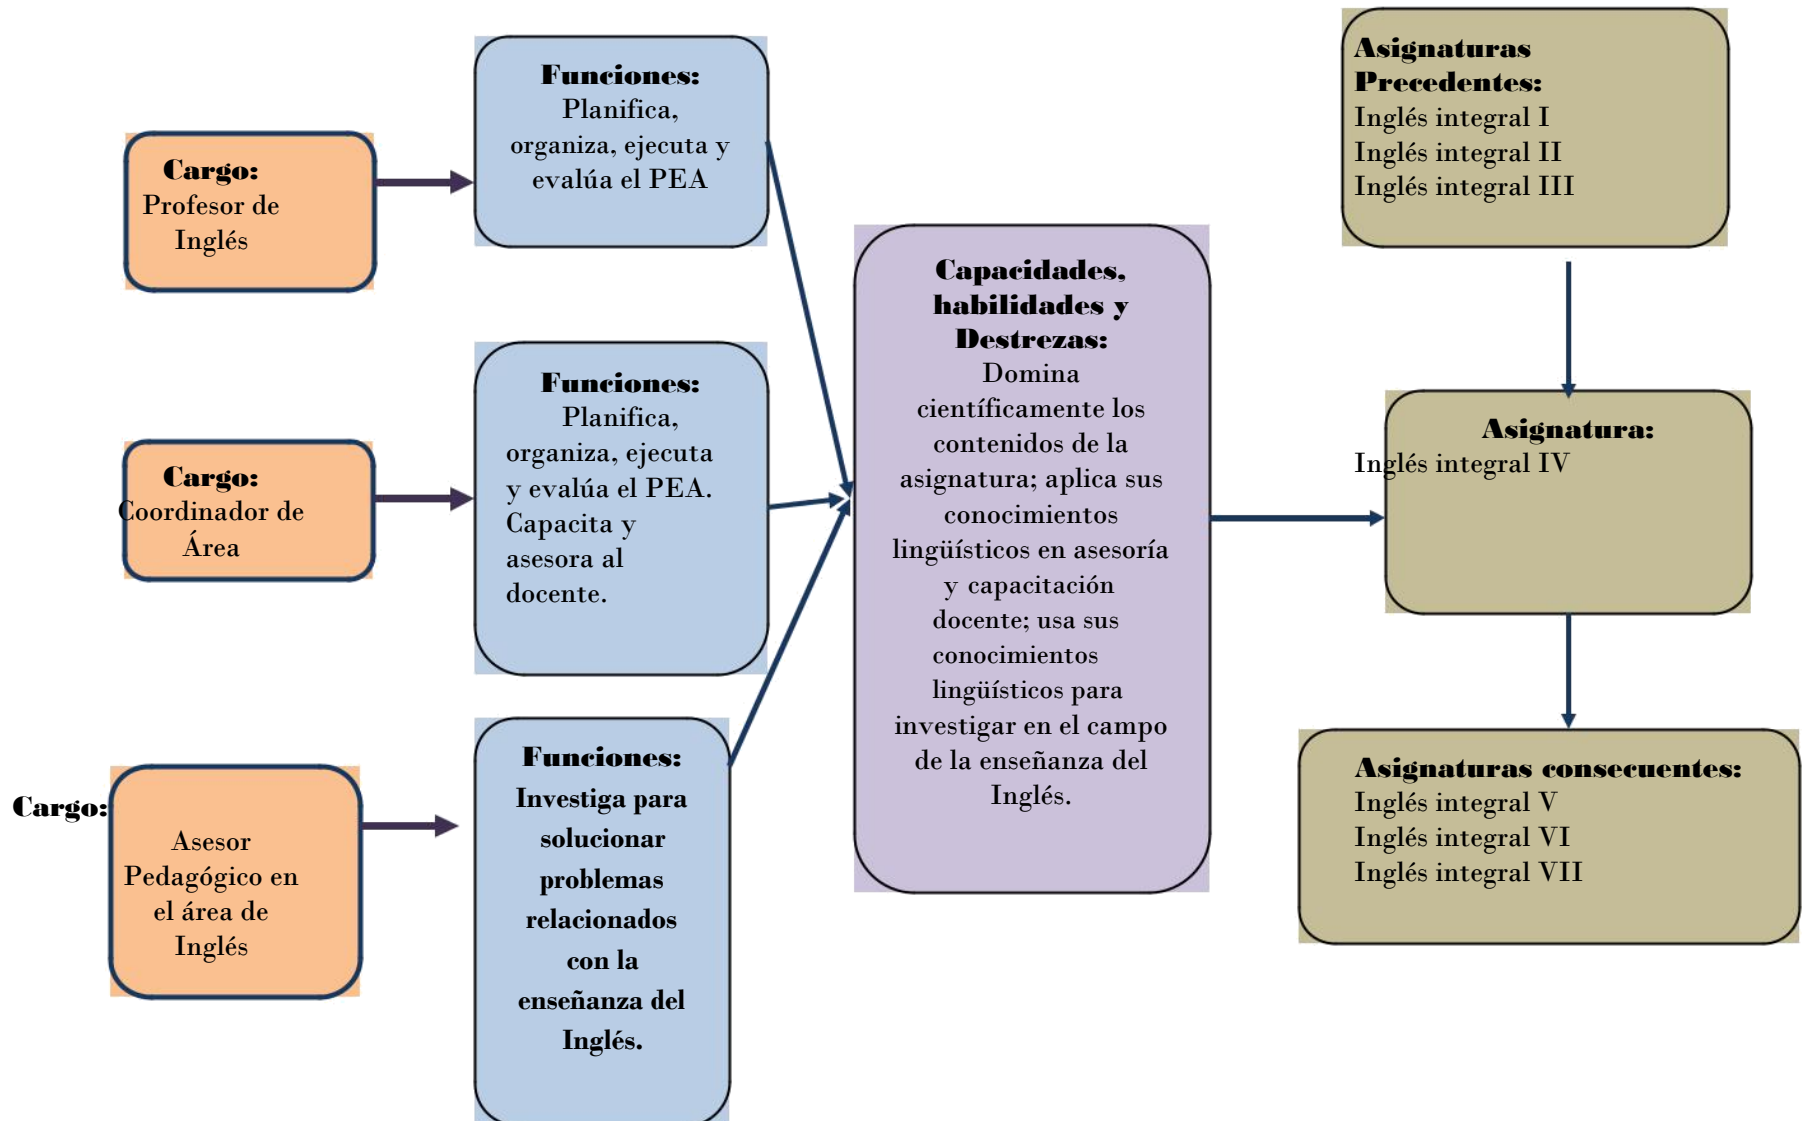 Cargo:
Profesor de
Inglés
Funciones:
Planifica,
organiza, ejecuta y
evalúa el PEA
Cargo:
Coordinador de
Área
Funciones:
Planifica,
organiza, ejecuta
y evalúa el PEA.
Capacita y
asesora al
docente.
Cargo:
Asesor
Pedagógico en
el área de
Inglés
Funciones:
Investiga para
solucionar
problemas
relacionados
con la
enseñanza del
Inglés.
Capacidades,
habilidades y
Destrezas:
Domina
científicamente los
contenidos de la
asignatura; aplica sus
conocimientos
lingüísticos en asesoría
y capacitación
docente; usa sus
conocimientos
lingüísticos para
investigar en el campo
de la enseñanza del
Inglés.
Asignaturas
Precedentes:
Inglés integral I
Inglés integral II
Inglés integral III
Asignatura:
Inglés integral IV
Asignaturas consecuentes:
Inglés integral V
Inglés integral VI
Inglés integral VII